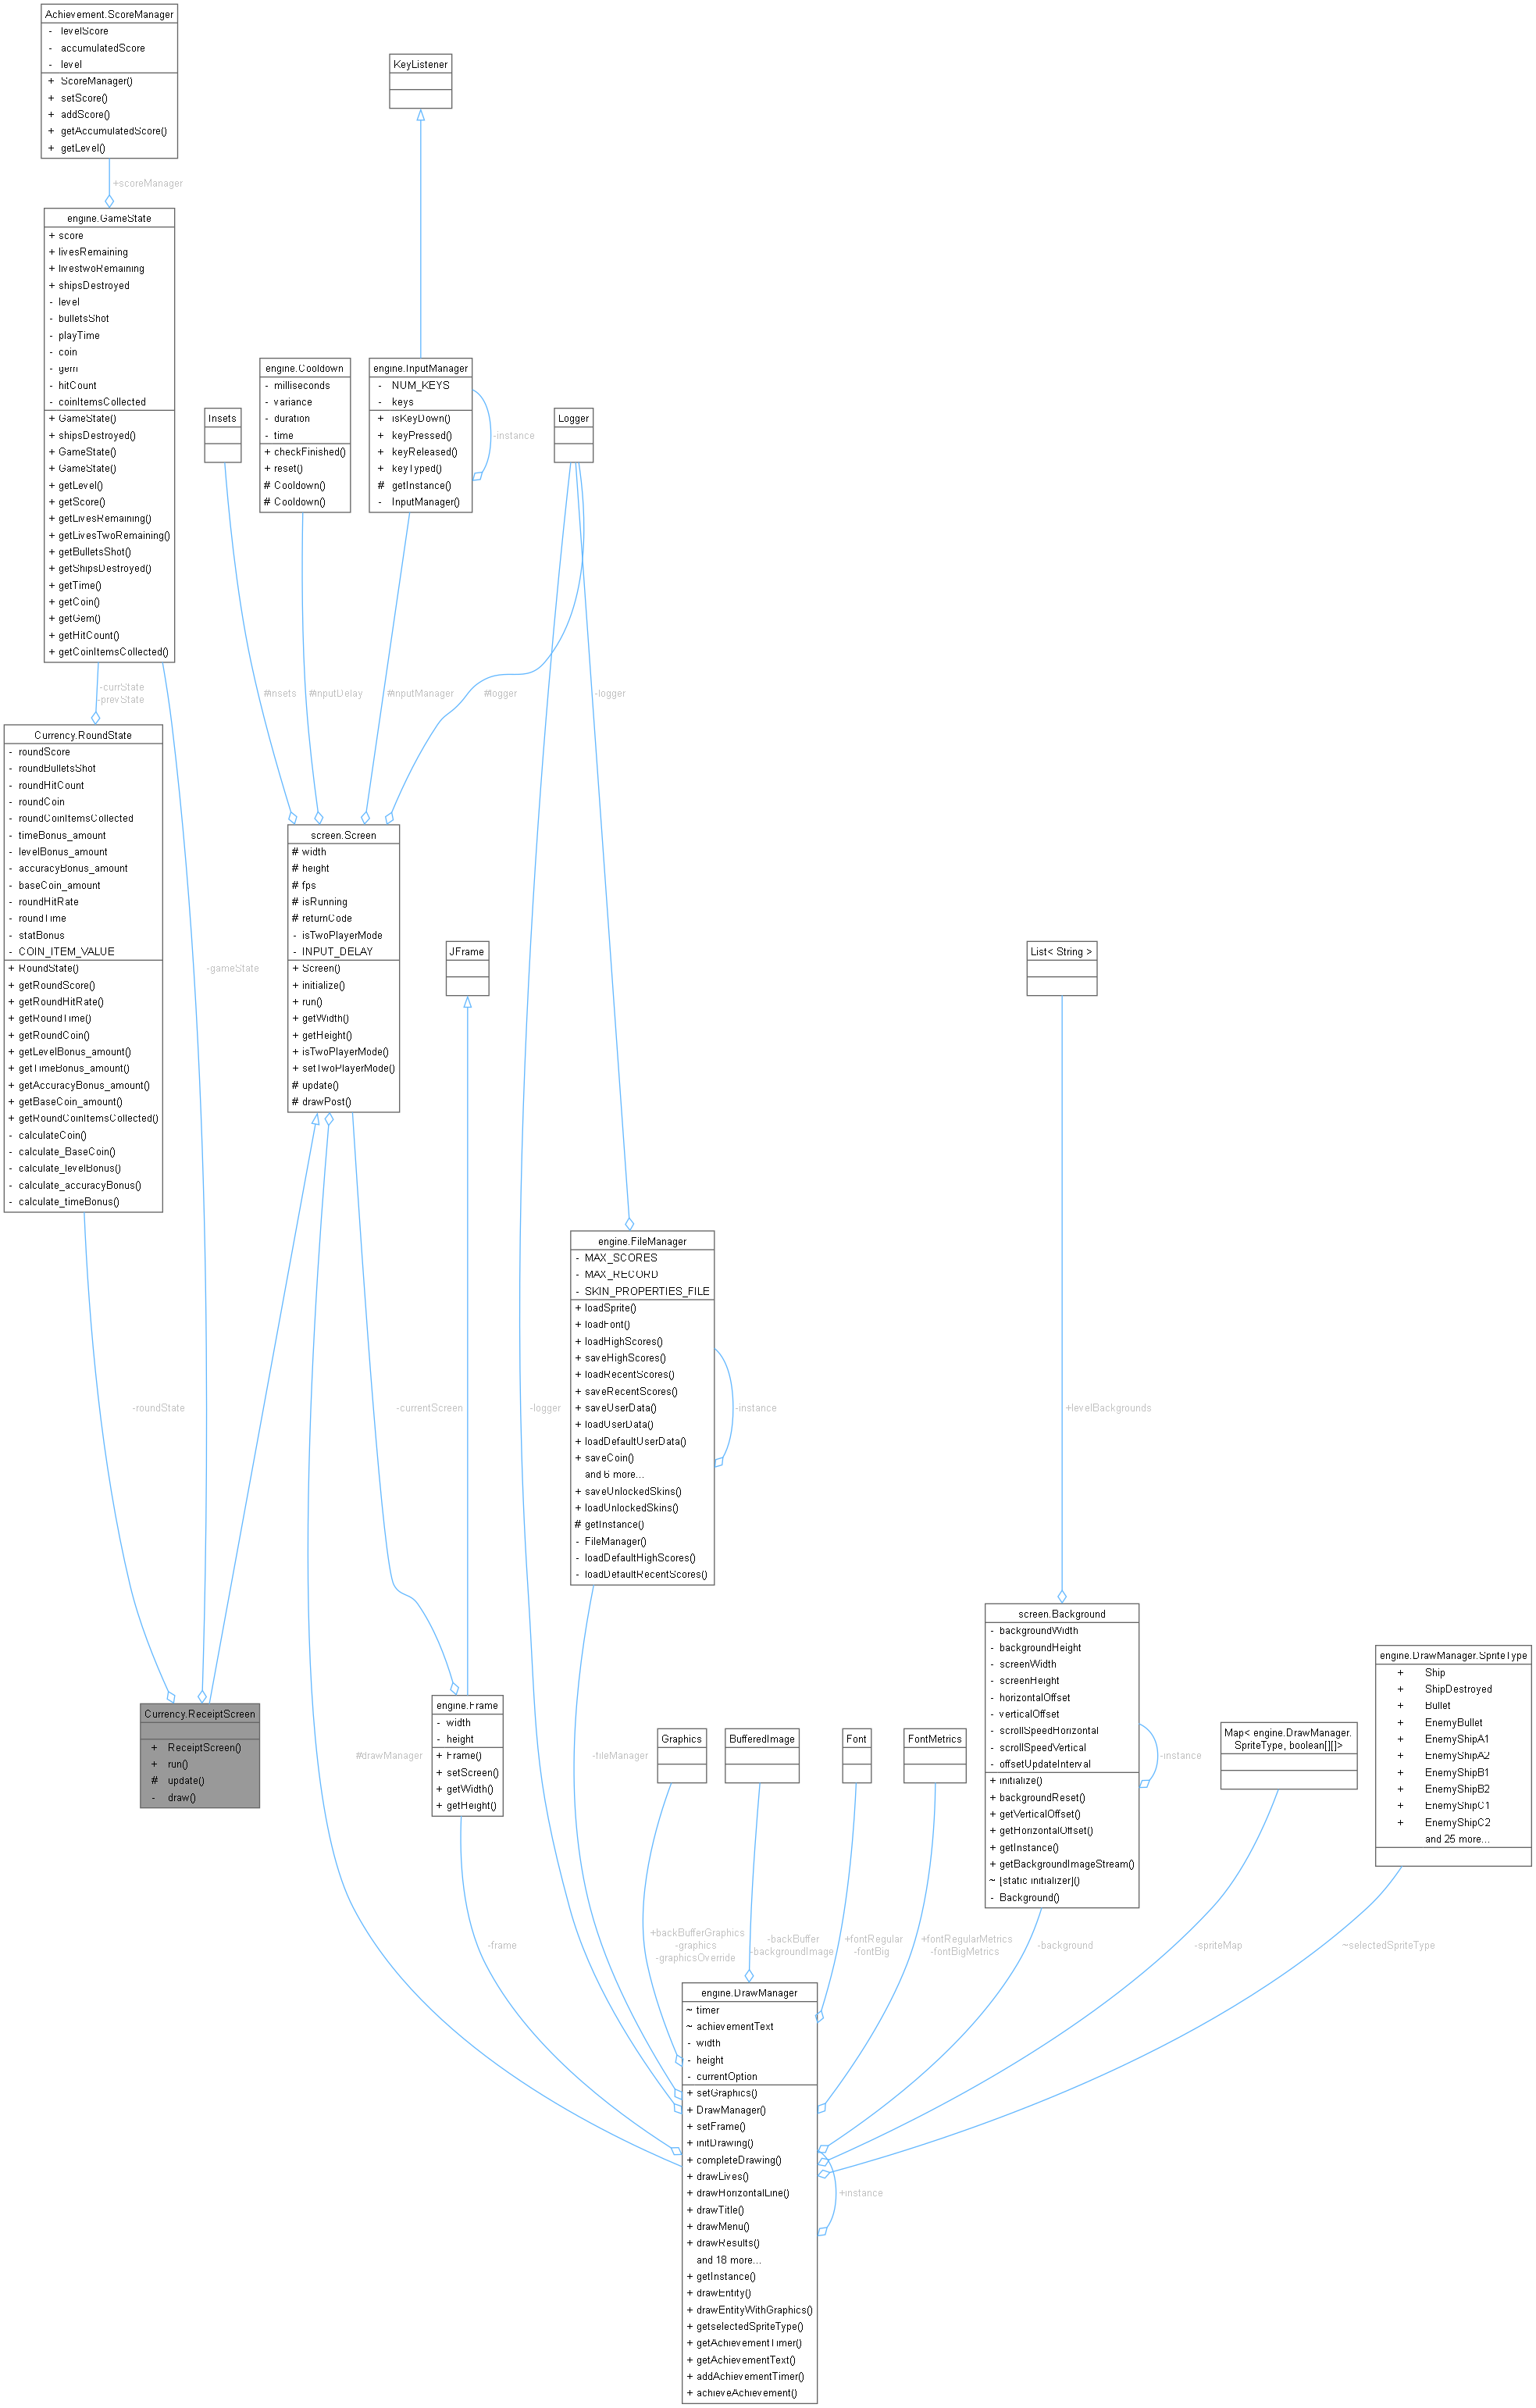 Achievement.ScoreManager
- levelScore
- accumulatedScore
- level
+ ScoreManager()
+ setScore()
+ addScore()
+ getAccumulatedScore()
+ getLevel()
+scoreManager
engine.GameState
+ score
+ livesRemaining
+ livestwoRemaining
+ shipsDestroyed
- level
- bulletsShot
- playTime
- coin
- gem
- hitCount
- coinItemsCollected
+ GameState()
+ shipsDestroyed()
+ GameState()
+ GameState()
+ getLevel()
+ getScore()
+ getLivesRemaining()
+ getLivesTwoRemaining()
+ getBulletsShot()
+ getShipsDestroyed()
+ getTime()
+ getCoin()
+ getGem()
+ getHitCount()
+ getCoinItemsCollected()
-currState
-prevState
Currency.RoundState
- roundScore
- roundBulletsShot
- roundHitCount
- roundCoin
- roundCoinItemsCollected
- timeBonus_amount
- levelBonus_amount
- accuracyBonus_amount
- baseCoin_amount
- roundHitRate
- roundTime
- statBonus
- COIN_ITEM_VALUE
+ RoundState()
+ getRoundScore()
+ getRoundHitRate()
+ getRoundTime()
+ getRoundCoin()
+ getLevelBonus_amount()
+ getTimeBonus_amount()
+ getAccuracyBonus_amount()
+ getBaseCoin_amount()
+ getRoundCoinItemsCollected()
- calculateCoin()
- calculate_BaseCoin()
- calculate_levelBonus()
- calculate_accuracyBonus()
- calculate_timeBonus()
-gameState
-roundState
Currency.ReceiptScreen
+ ReceiptScreen()
+ run()
# update()
- draw()
KeyListener
Insets
engine.Cooldown
- milliseconds
- variance
- duration
- time
+ checkFinished()
+ reset()
# Cooldown()
# Cooldown()
engine.InputManager
- NUM_KEYS
- keys
+ isKeyDown()
+ keyPressed()
+ keyReleased()
+ keyTyped()
# getInstance()
- InputManager()
-instance
Logger
#insets
#inputDelay
#inputManager
#logger
-logger
screen.Screen
# width
# height
# fps
# isRunning
# returnCode
- isTwoPlayerMode
- INPUT_DELAY
+ Screen()
+ initialize()
+ run()
+ getWidth()
+ getHeight()
+ isTwoPlayerMode()
+ setTwoPlayerMode()
# update()
# drawPost()
JFrame
List< String >
engine.FileManager
- MAX_SCORES
- MAX_RECORD
- SKIN_PROPERTIES_FILE
+ loadSprite()
+ loadFont()
+ loadHighScores()
+ saveHighScores()
+ loadRecentScores()
+ saveRecentScores()
+ saveUserData()
+ loadUserData()
+ loadDefaultUserData()
+ saveCoin()
and 6 more...
+ saveUnlockedSkins()
+ loadUnlockedSkins()
# getInstance()
- FileManager()
- loadDefaultHighScores()
- loadDefaultRecentScores()
-currentScreen
-logger
-instance
+levelBackgrounds
screen.Background
- backgroundWidth
- backgroundHeight
- screenWidth
- screenHeight
- horizontalOffset
- verticalOffset
- scrollSpeedHorizontal
- scrollSpeedVertical
- offsetUpdateInterval
+ initialize()
+ backgroundReset()
+ getVerticalOffset()
+ getHorizontalOffset()
+ getInstance()
+ getBackgroundImageStream()
~ [static initializer]()
- Background()
-instance
engine.DrawManager.SpriteType
+ Ship
+ ShipDestroyed
+ Bullet
+ EnemyBullet
+ EnemyShipA1
+ EnemyShipA2
+ EnemyShipB1
+ EnemyShipB2
+ EnemyShipC1
+ EnemyShipC2
and 25 more...
Map< engine.DrawManager.
SpriteType, boolean[][]>
engine.Frame
- width
- height
+ Frame()
+ setScreen()
+ getWidth()
+ getHeight()
#drawManager
-fileManager
Graphics
BufferedImage
Font
FontMetrics
-frame
+backBufferGraphics
-graphics
-graphicsOverride
-backBuffer
-backgroundImage
+fontRegular
-fontBig
+fontRegularMetrics
-fontBigMetrics
-background
-spriteMap
~selectedSpriteType
engine.DrawManager
~ timer
~ achievementText
- width
- height
- currentOption
+ setGraphics()
+ DrawManager()
+ setFrame()
+ initDrawing()
+ completeDrawing()
+ drawLives()
+ drawHorizontalLine()
+ drawTitle()
+ drawMenu()
+ drawResults()
and 18 more...
+ getInstance()
+ drawEntity()
+ drawEntityWithGraphics()
+ getselectedSpriteType()
+ getAchievementTimer()
+ getAchievementText()
+ addAchievementTimer()
+ achieveAchievement()
+instance